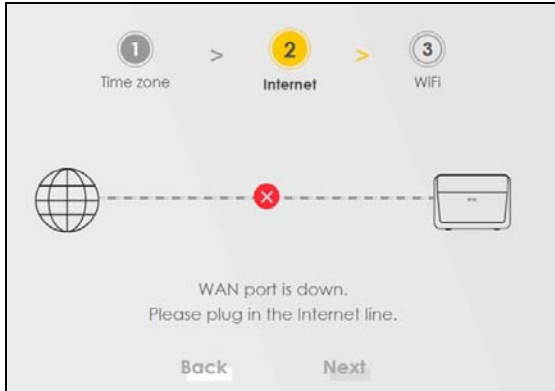 1 > 2 > 3
Time zone Internet WiFi
WAN port is down.
Please plug in the Internet line.
Back Next